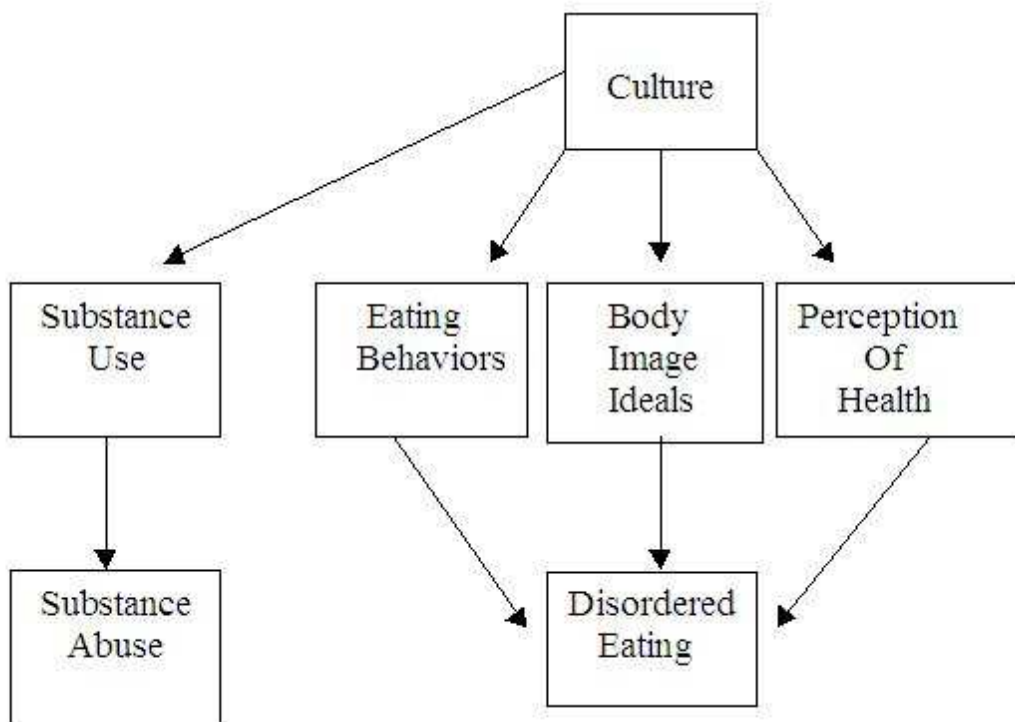 Culture
Substance
Use
Eating
Behaviors
Body
Image
Ideals
Perception
Of
Health
Substance
Abuse
Disordered
Eating